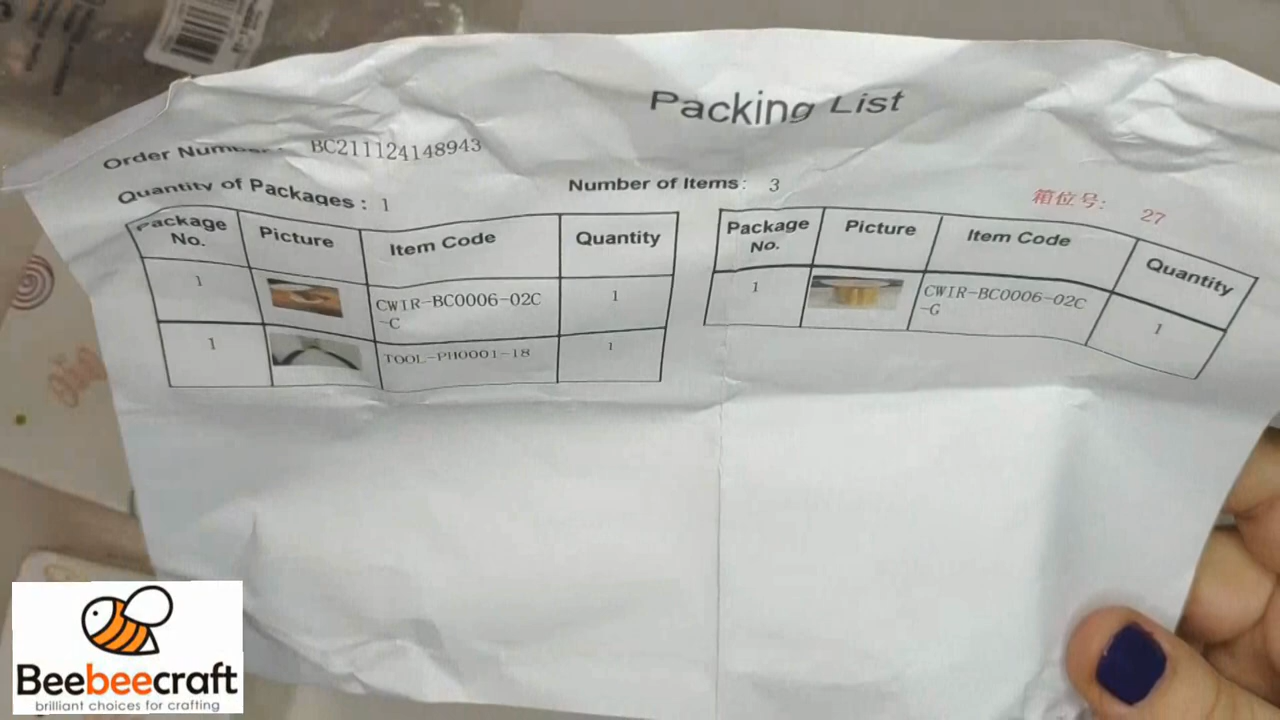 Packing List
Order Number: BC211124148943
Quantity of Packages: 1
Number of Items: 3
箱位号: 27
Package No. Picture Item Code Quantity
1 CWIR-BC0006-02C-C 1
1 TOOL-PH0001-18 1
Package No. Picture Item Code Quantity
1 CWIR-BC0006-02C-G 1
Beebeecraft
brilliant choices for crafting